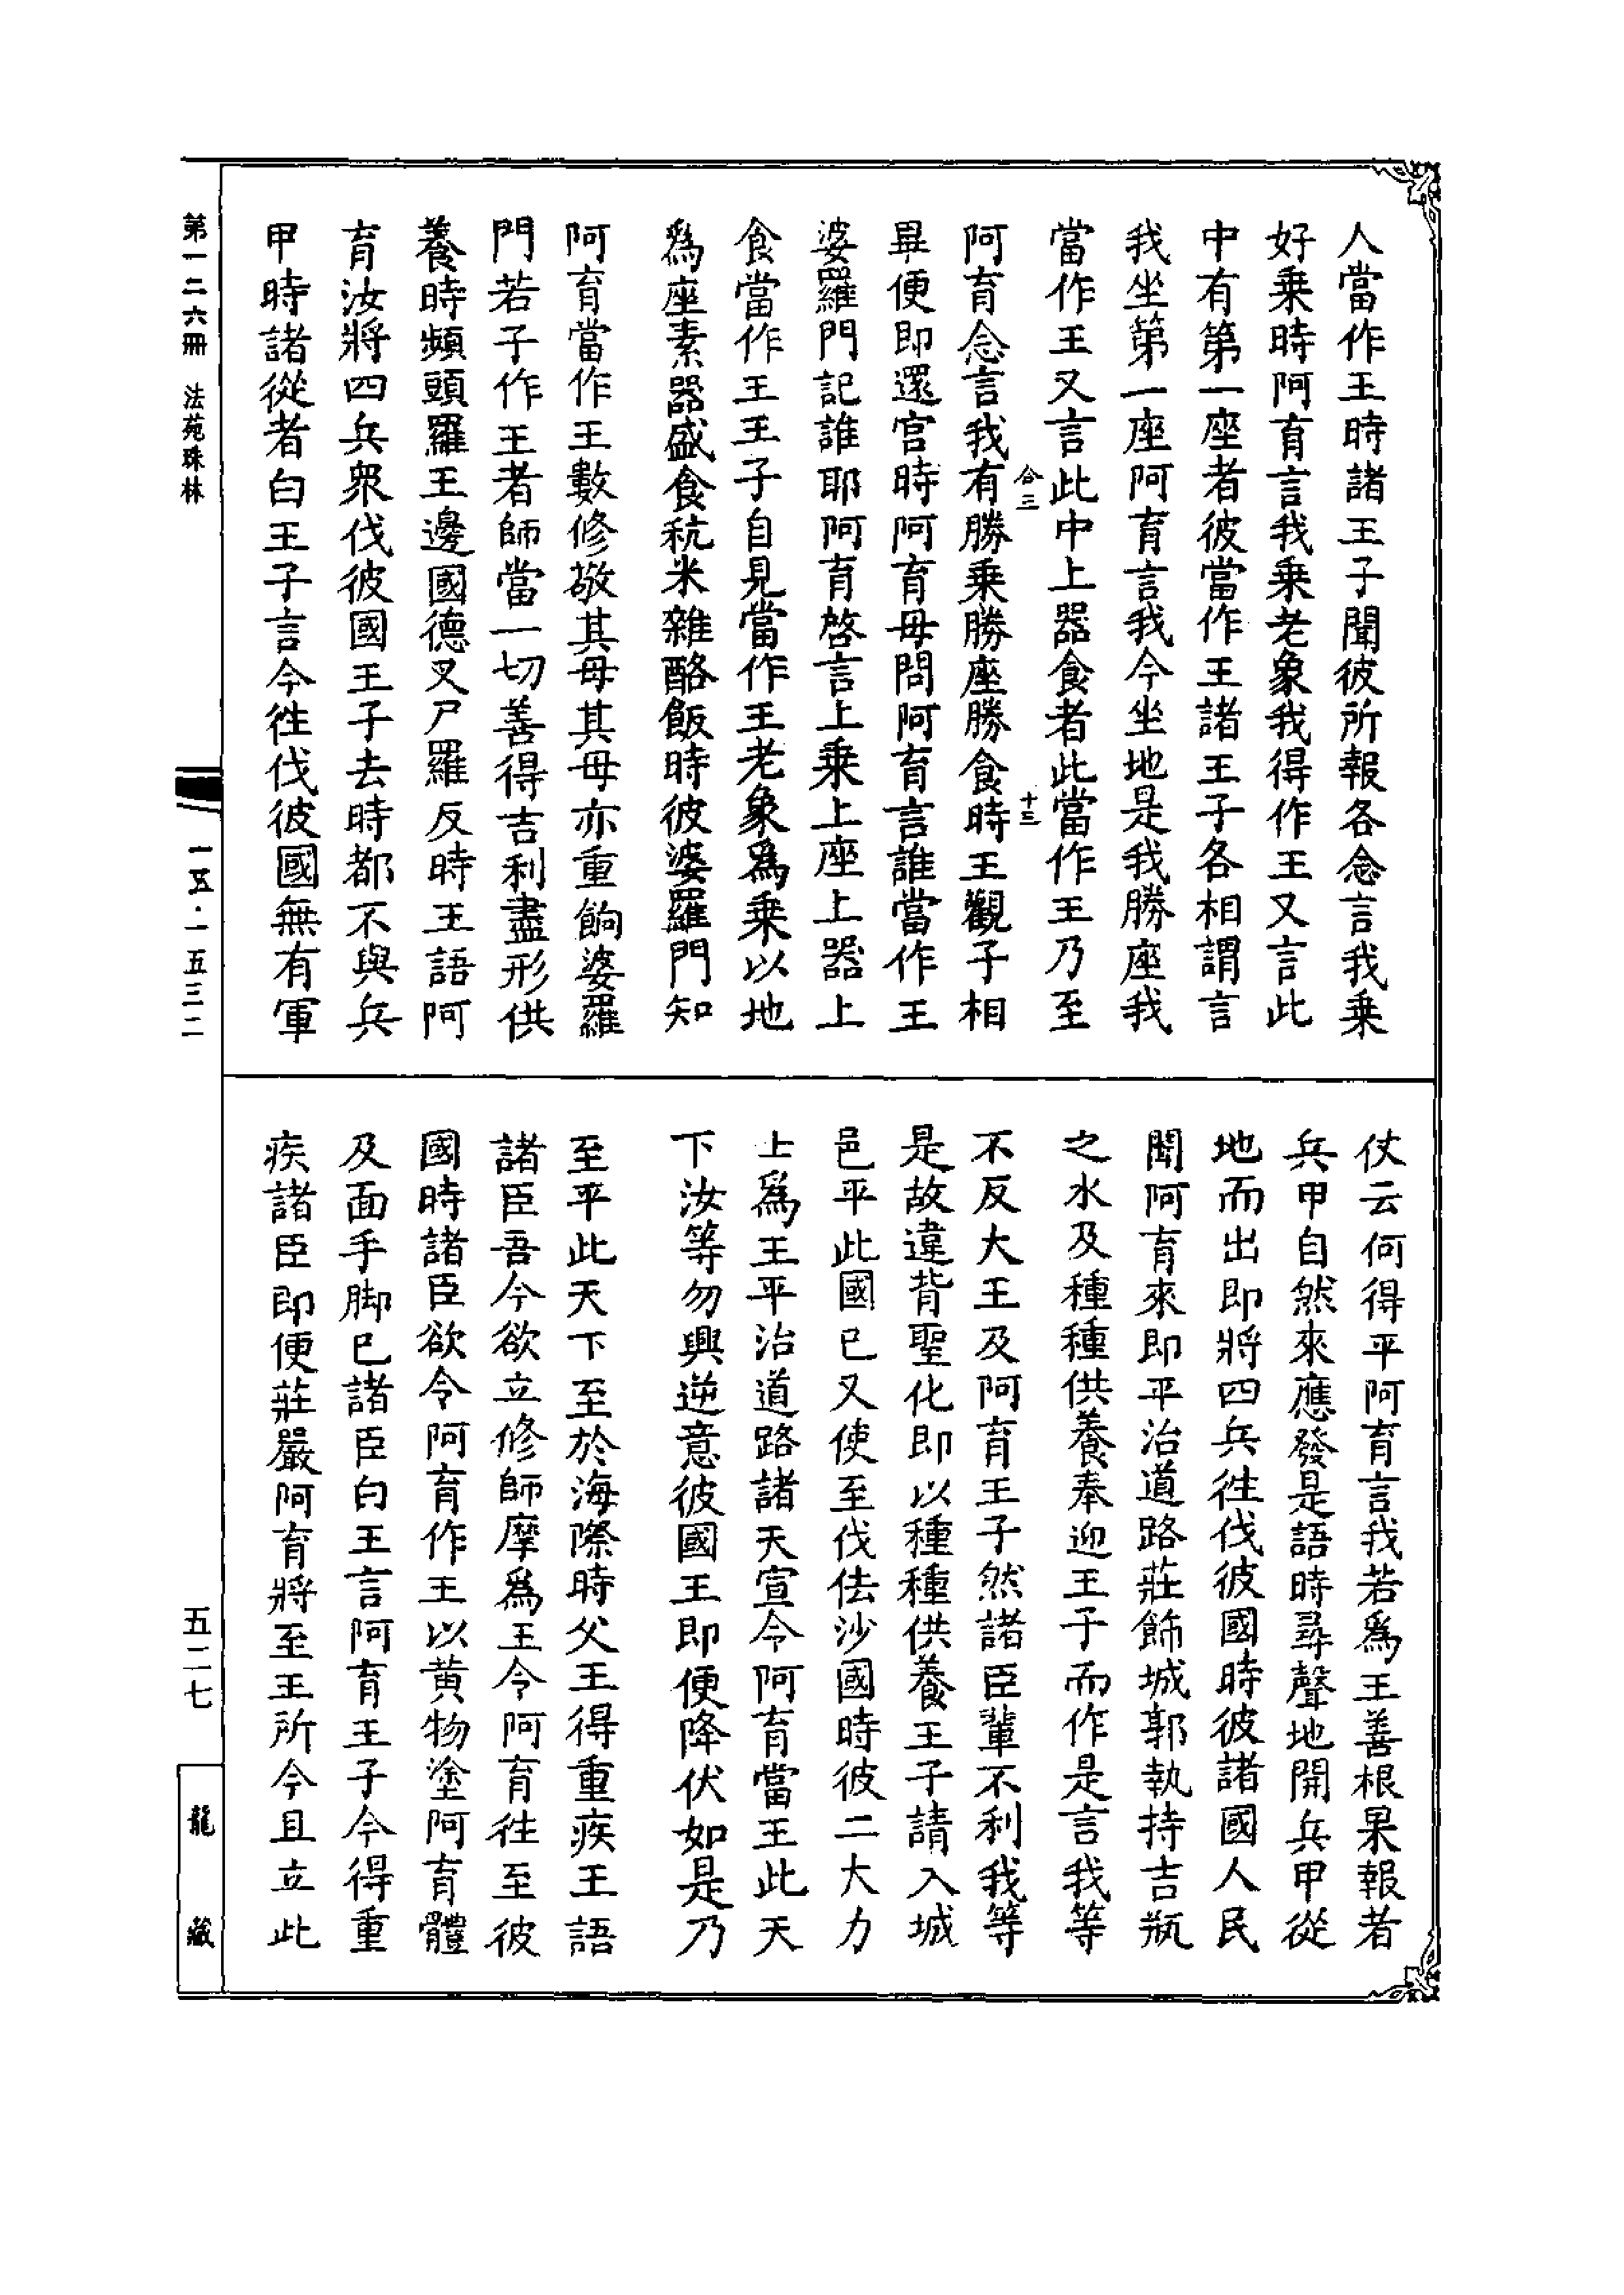 人當作王時諸王子聞彼所報各念言我乗
好乗時阿育言我乗老象我得作王又言此
中有第一座者彼當作王諸王子各相謂言
我坐第一座阿育言我今坐地是我勝座我
當作王又言此中上器食者此當作王乃至
合三
十三
阿育念言我有勝乗勝座勝食時王觀子相
畢便即還宮時阿育母問阿育言誰當作王
婆羅門記誰耶阿育啓言上乗上座上器上
食當作王王子自見當作王老象爲乗以地
爲座素器盛食秔米雜酪飯時彼婆羅門知
阿育當作王數修敬其母其母亦重餉婆羅
門若子作王者師當一切善得吉利盡形供
養時頻頭羅王邊國德叉尸羅反時王語阿
育汝將四兵衆伐彼國王子去時都不與兵
甲時諸從者白王子言今徃伐彼國無有軍
仗云何得平阿育言我若爲王善根果報者
兵甲自然來應發是語時尋聲地開兵甲從
地而出即將四兵徃伐彼國時彼諸國人民
聞阿育來即平治道路莊飾城郭執持吉瓶
之水及種種供養奉迎王子而作是言我等
不反大王及阿育王子然諸臣輩不利我等
是故違背聖化即以種種供養王子請入城
邑平此國已又使至伐佉沙國時彼二大力
士爲王平治道路諸天宣令阿育當王此天
下汝等勿興逆意彼國王即便降伏如是乃
至平此天下至於海際時父王得重疾王語
諸臣吾今欲立修師摩爲王令阿育徃至彼
國時諸臣欲令阿育作王以黄物塗阿育體
及面手脚已諸臣白王言阿育王子今得重
疾諸臣即便莊嚴阿育將至王所今且立此
第一二六冊 法苑珠林
一五·一五三二
五二七
龍藏